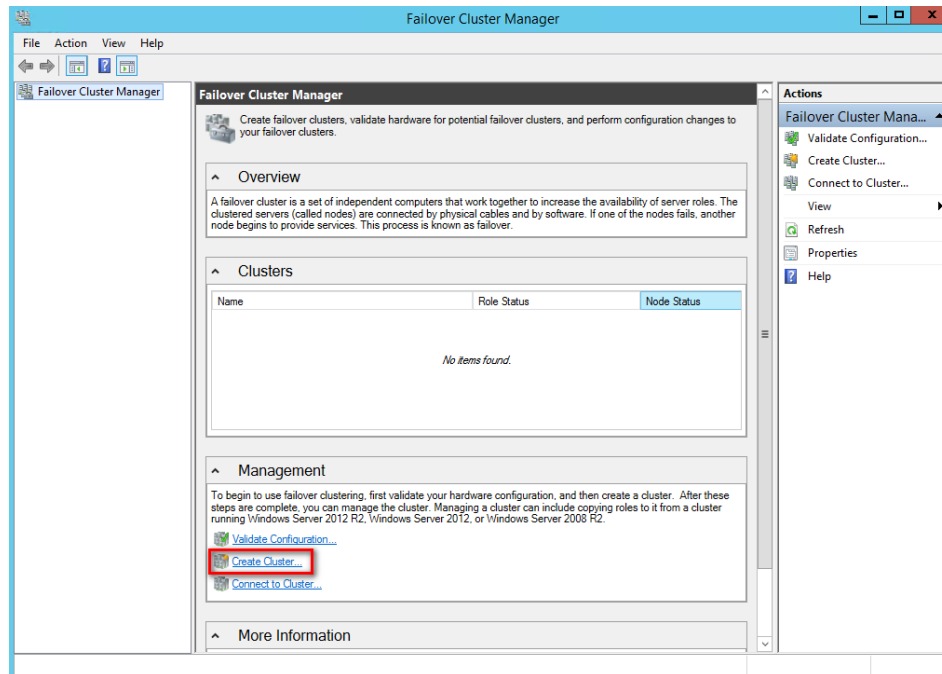 Failover Cluster Manager
File Action View Help
Failover Cluster Manager
Failover Cluster Manager
Create failover clusters, validate hardware for potential failover clusters, and perform configuration changes to
your failover clusters.
Overview
A failover cluster is a set of independent computers that work together to increase the availability of server roles. The
clustered servers (called nodes) are connected by physical cables and by software. If one of the nodes fails, another
node begins to provide services. This process is known as failover.
Clusters
Name Role Status Node Status
No items found.
Management
To begin to use failover clustering, first validate your hardware configuration, and then create a cluster. After these
steps are complete, you can manage the cluster. Managing a cluster can include copying roles to it from a cluster
running Windows Server 2012 R2, Windows Server 2012, or Windows Server 2008 R2.
Validate Configuration...
Create Cluster...
Connect to Cluster...
More Information
Actions
Failover Cluster Mana...
Validate Configuration...
Create Cluster...
Connect to Cluster...
View
Refresh
Properties
Help